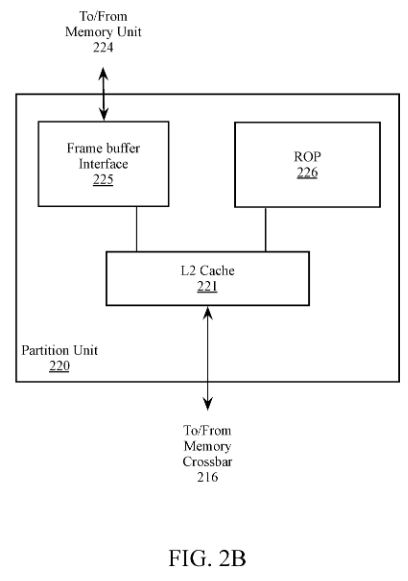 To/From
Memory Unit
224
Frame buffer
Interface
225
ROP
226
L2 Cache
221
Partition Unit
220
To/From
Memory
Crossbar
216
FIG. 2B